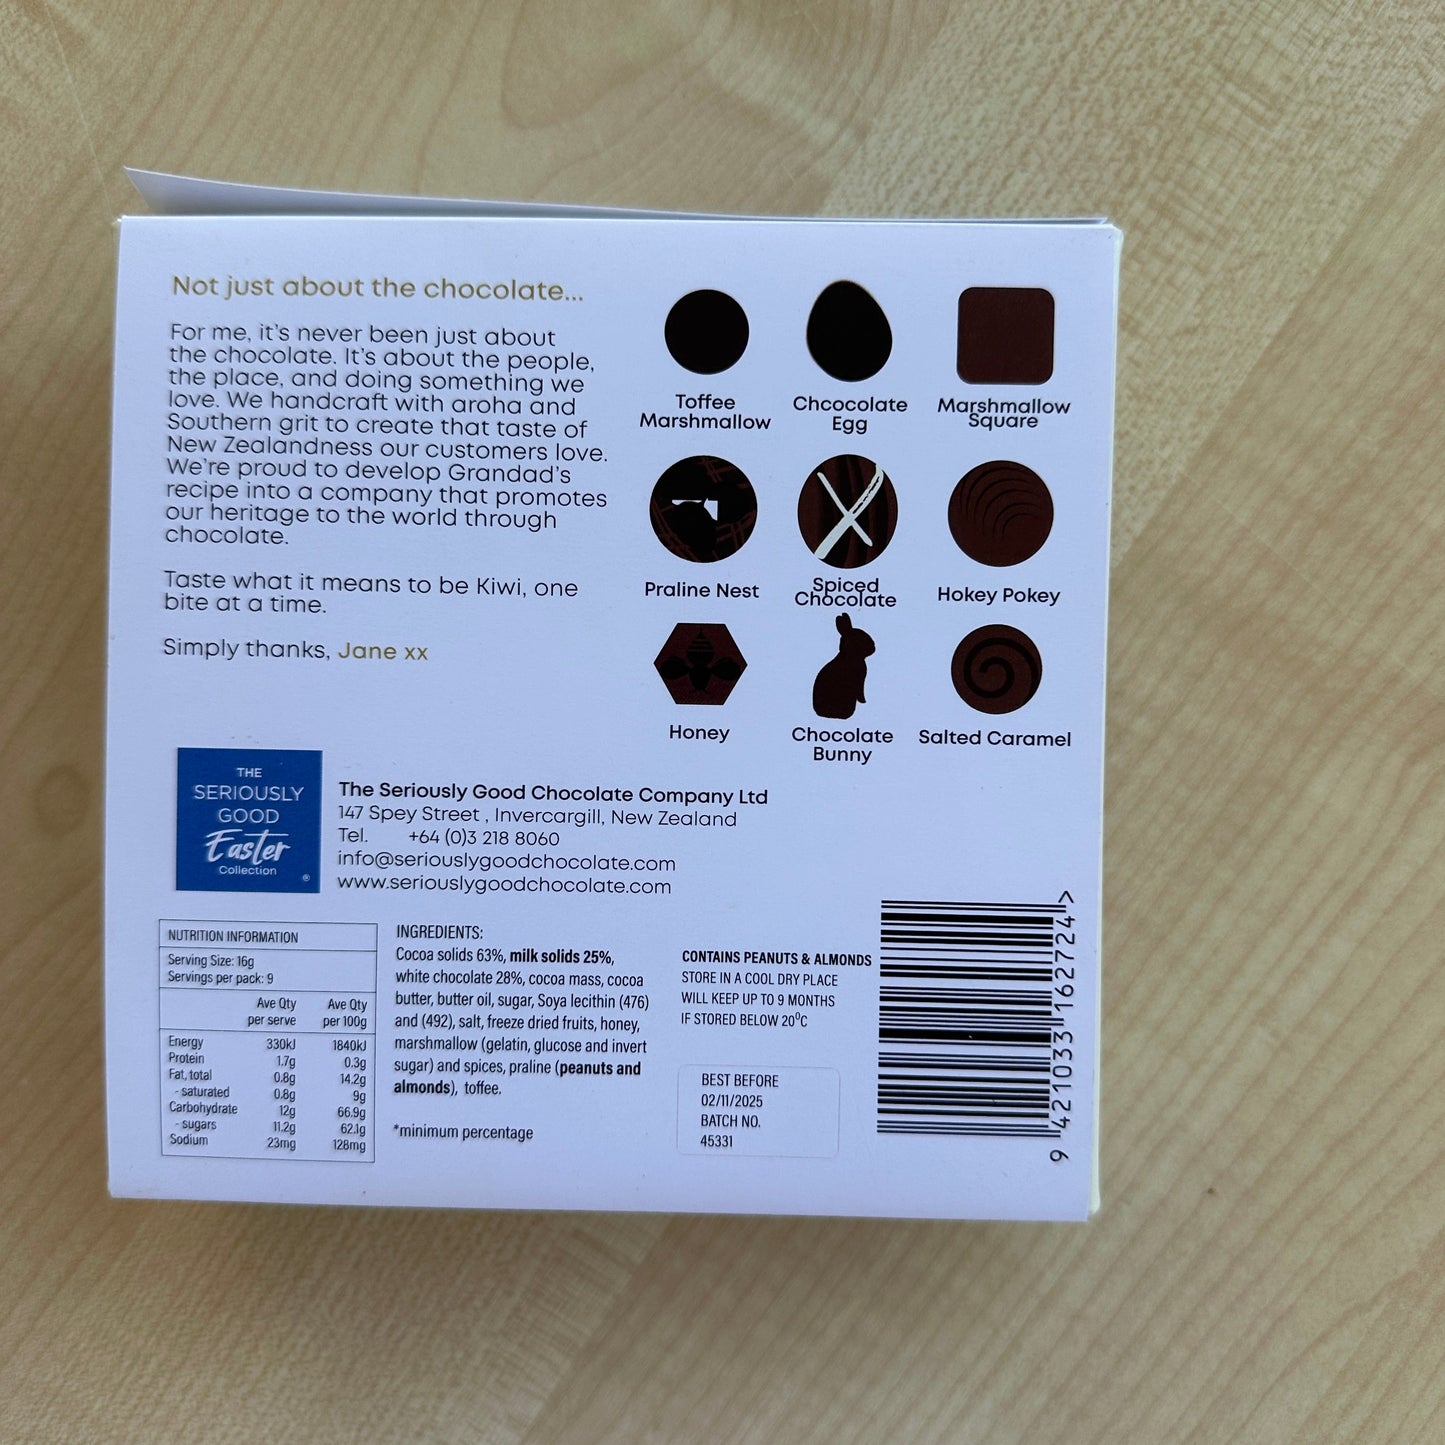 Not just about the chocolate...
For me, it's never been just about
the chocolate. It's about the people,
the place, and doing something we
love. We handcraft with aroha and
Southern grit to create that taste of
New Zealandness our customers love.
We're proud to develop Grandad's
recipe into a company that promotes
our heritage to the world through
chocolate.
Taste what it means to be Kiwi, one
bite at a time.
Simply thanks, Jane xx
Toffee
Marshmallow
Chcocolate
Egg
Marshmallow
Square
Praline Nest
Spiced
Chocolate
Hokey Pokey
Honey
Chocolate
Bunny
Salted Caramel
THE
SERIOUSLY
GOOD
Easter
Collection
®
The Seriously Good Chocolate Company Ltd
147 Spey Street , Invercargill, New Zealand
Tel. +64 (0)3 218 8060
info@seriouslygoodchocolate.com
www.seriouslygoodchocolate.com
NUTRITION INFORMATION
Serving Size: 16g
Servings per pack: 9
Ave Qty Ave Qty
per serve per 100g
Energy 330kJ 1840kJ
Protein 1.7g 0.3g
Fat, total 0.8g 14.2g
- saturated 0.8g 9g
Carbohydrate 12g 66.9g
- sugars 11.2g 62.1g
Sodium 23mg 128mg
INGREDIENTS:
Cocoa solids 63%, milk solids 25%,
white chocolate 28%, cocoa mass, cocoa
butter, butter oil, sugar, Soya lecithin (476)
and (492), salt, freeze dried fruits, honey,
marshmallow (gelatin, glucose and invert
sugar) and spices, praline (peanuts and
almonds), toffee.
*minimum percentage
CONTAINS PEANUTS & ALMONDS
STORE IN A COOL DRY PLACE
WILL KEEP UP TO 9 MONTHS
IF STORED BELOW 20⁰C
BEST BEFORE
02/11/2025
BATCH NO.
45331
9 421033 162724 >